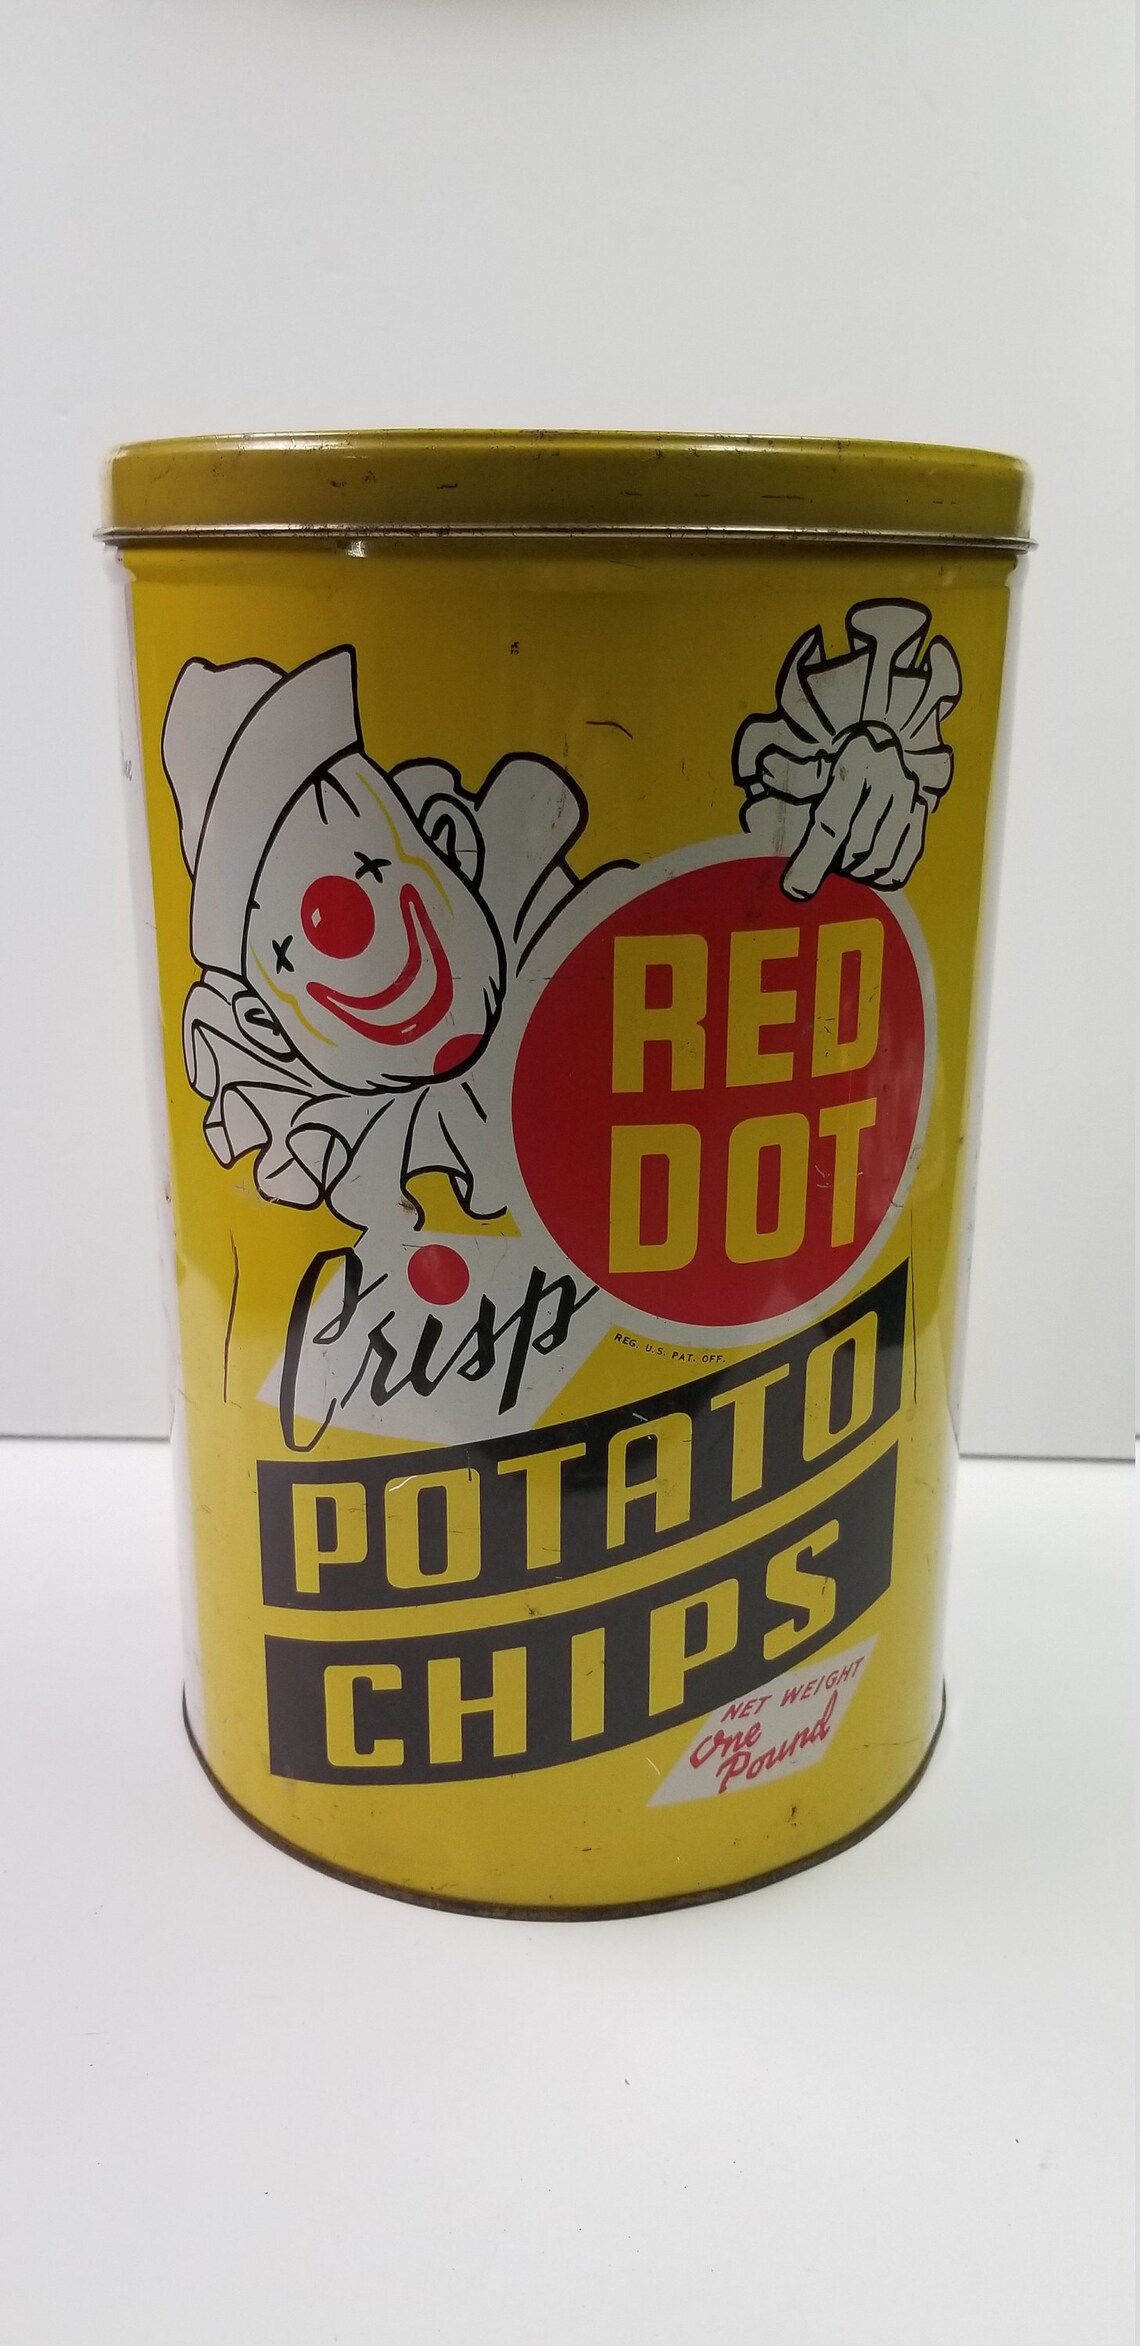 RED
DOT
Crisp
REG. U.S. PAT. OFF.
POTATO
CHIPS
NET WEIGHT
One
Pound